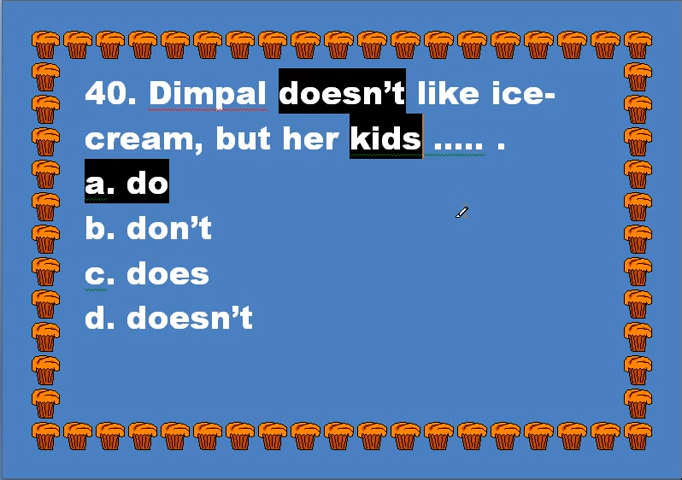 40. Dimpal doesn’t like ice-
cream, but her kids ..... .
a. do
b. don’t
c. does
d. doesn’t